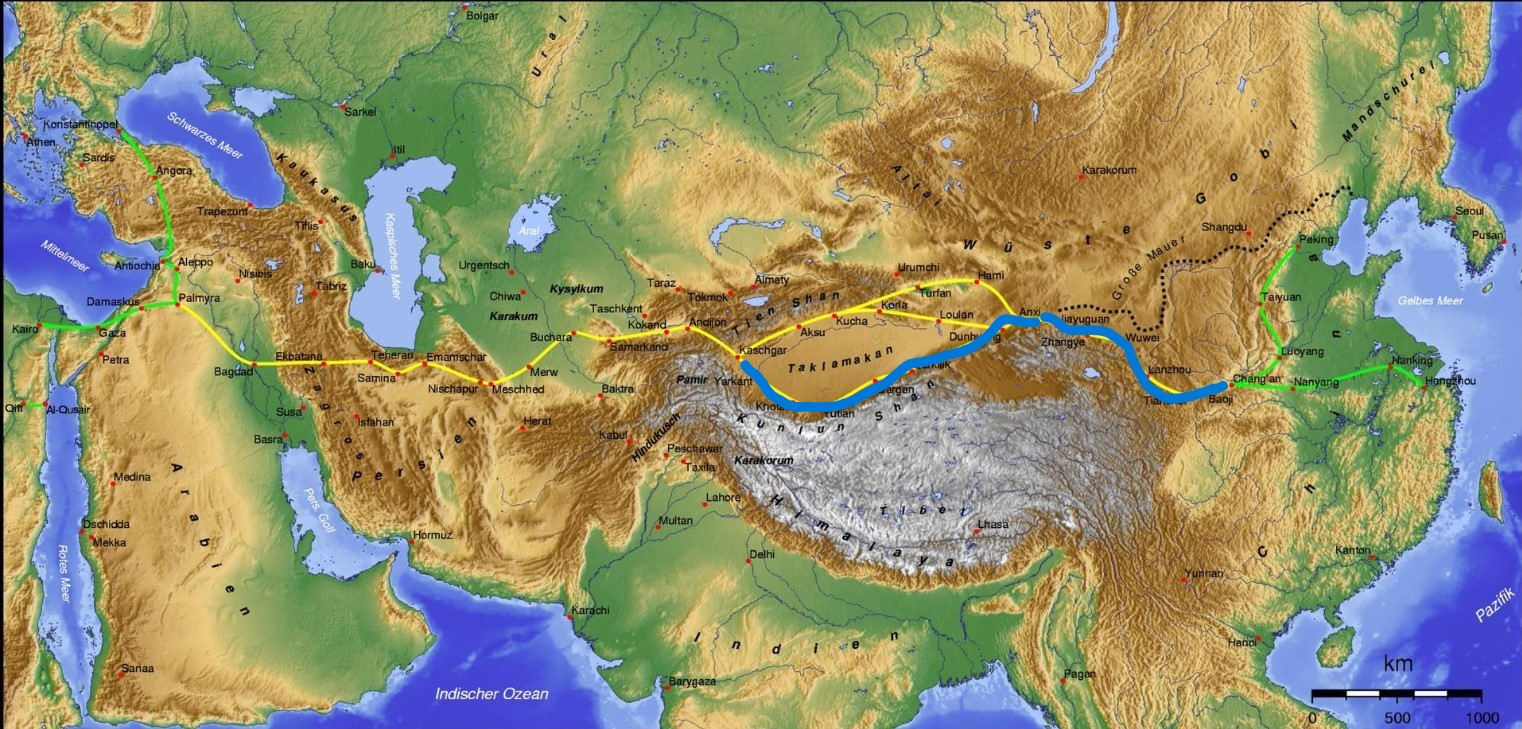 Bolgar
Ural
Sarkel
Schwarzes Meer
Konstantinopel
Athen
Sardis
Angora
Itil
Kaukasus
Trapezunt
Tiflis
Kaspisches Meer
Aral
Altai
Karakorum
Gobi
Mandschurei
Wüste
Große Mauer
Shangdu
Seoul
Pusan
Peking
Mittelmeer
Antiochia
Aleppo
Nisibis
Baku
Täbriz
Urgentsch
Kysylkum
Chiwa
Karakum
Taraz
Tokmok
Almaty
Urumchi
Hami
Turfan
Tien Shan
Taschkent
Kokand
Andijon
Korla
Kucha
Aksu
Loulan
Anxi
Jiayuguan
Taiyuan
Gelbes Meer
Damaskus
Palmyra
Kairo
Gaza
Petra
Bagdad
Ekbatana
Teheran
Emamschar
Samina
Nischapur
Meschhed
Merw
Buchara
Samarkand
Kaschgar
Taklamakan
Zhangye
Wuwei
Luoyang
Nanking
Pamir
Yarkant
Lanzhou
Chang'an
Nanyang
Hangzhou
Baoji
Qift
Al-Qusair
Susa
Zagros
Isfahan
Basra
Persien
Herat
Baktra
Kabul
Hindukusch
Peschawar
Taxila
Kunlun Shan
Yutian
Karakorum
Lahore
Multan
Tibet
Lhasa
Himalaya
Delhi
Medina
Arabien
Dschidda
Mekka
Pers. Golf
Hormuz
Rotes Meer
China
Kanton
Yunnan
Karachi
Indien
Hanoi
Pazifik
Sanaa
Indischer Ozean
Barygaza
Pagan
km
0 500 1000